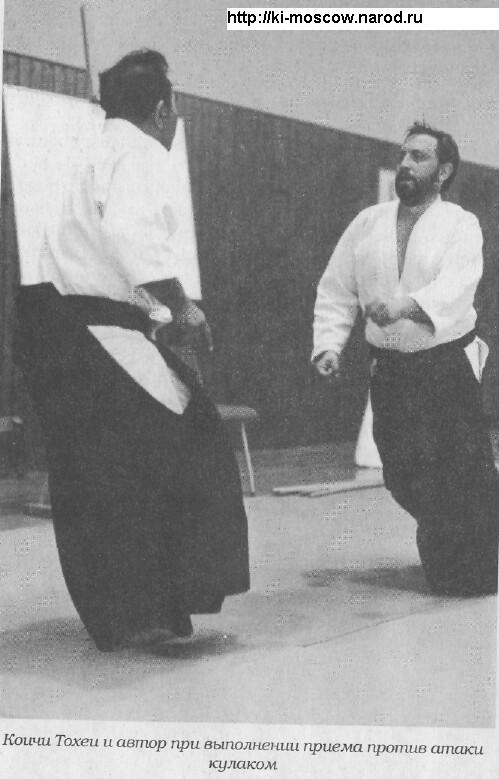 http://ki-moscow.narod.ru
Коичи Тохеи и автор при выполнении приема против атаки
кулаком